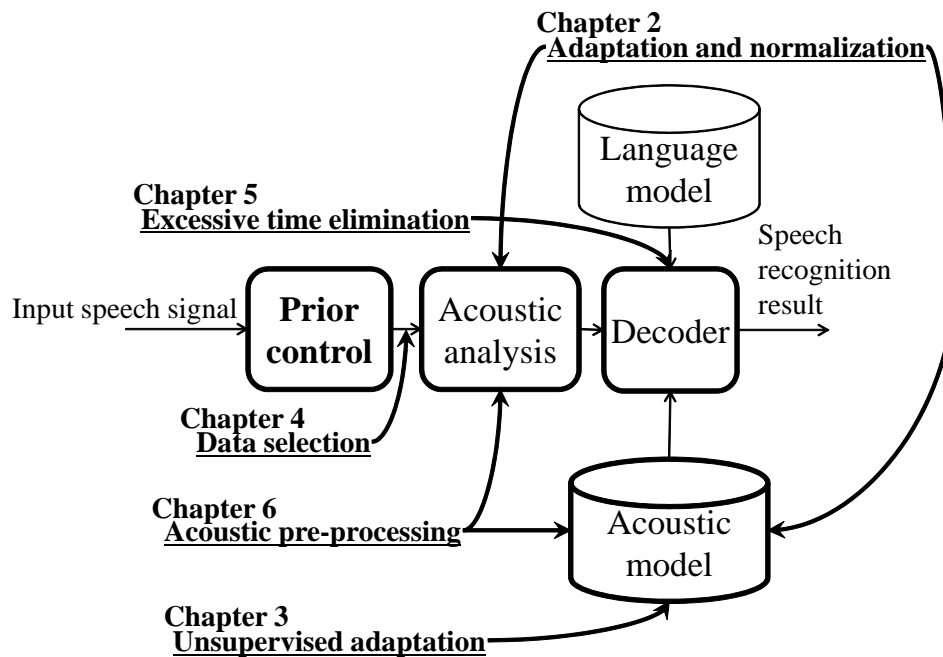 Chapter 2
Adaptation and normalization
Language
model
Chapter 5
Excessive time elimination
Speech
recognition
result
Input speech signal
Prior
control
Acoustic
analysis
Decoder
Chapter 4
Data selection
Chapter 6
Acoustic pre-processing
Acoustic
model
Chapter 3
Unsupervised adaptation